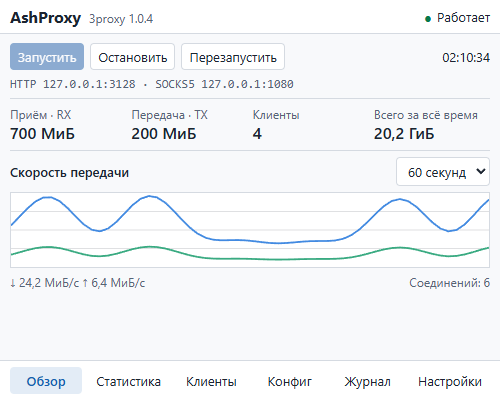 AshProxy 3proxy 1.0.4 ● Работает
Запустить Остановить Перезапустить 02:10:34
HTTP 127.0.0.1:3128 · SOCKS5 127.0.0.1:1080
Приём · RX Передача · TX Клиенты Всего за всё время
700 МиБ 200 МиБ 4 20,2 ГиБ
Скорость передачи 60 секунд
↓ 24,2 МиБ/с ↑ 6,4 МиБ/с Соединений: 6
Обзор Статистика Клиенты Конфиг Журнал Настройки